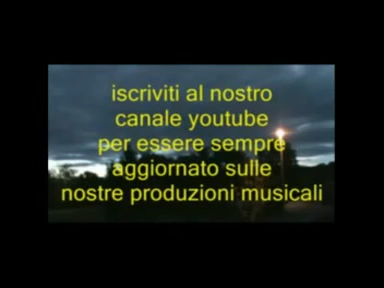 iscriviti al nostro
canale youtube
per essere sempre
aggiornato sulle
nostre produzioni musicali